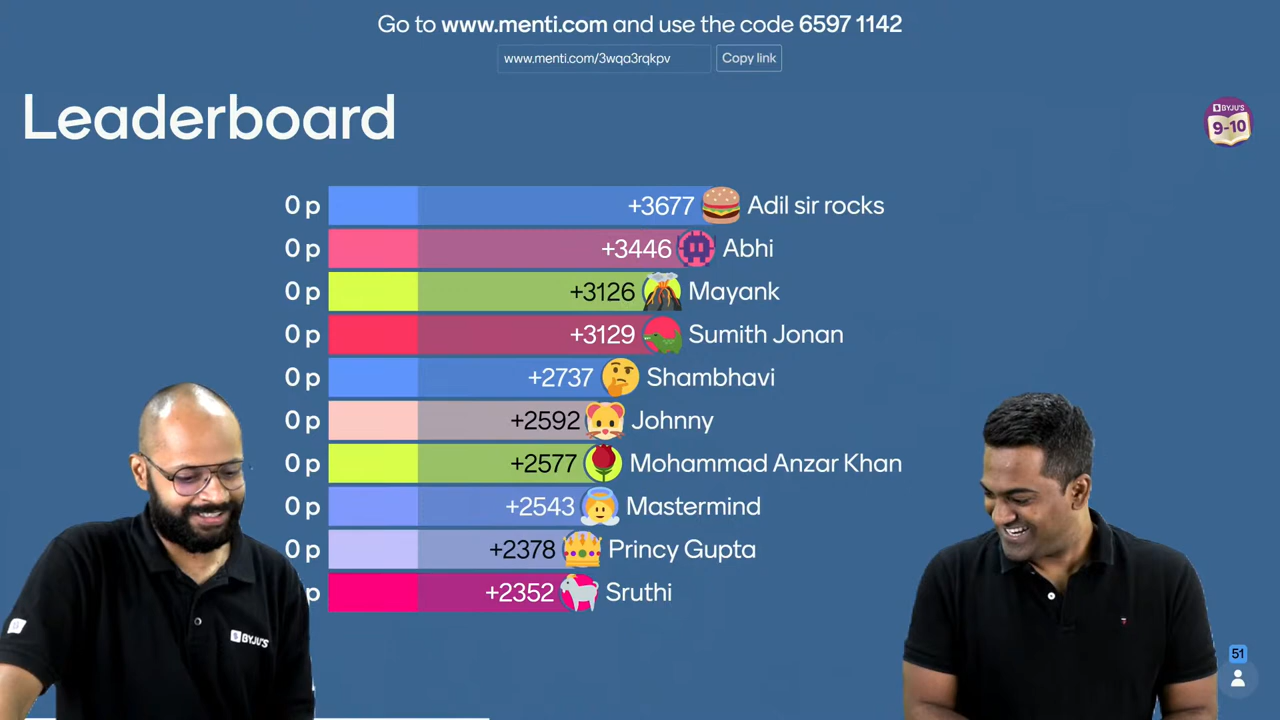 Go to www.menti.com and use the code 6597 1142
www.menti.com/3wqa3rqkpv Copy link
Leaderboard
BYJU'S
9-10
0 p +3677 Adil sir rocks
0 p +3446 Abhi
0 p +3126 Mayank
0 p +3129 Sumith Jonan
0 p +2737 Shambhavi
0 p +2592 Johnny
0 p +2577 Mohammad Anzar Khan
0 p +2543 Mastermind
0 p +2378 Princy Gupta
p +2352 Sruthi
BYJU'S
51